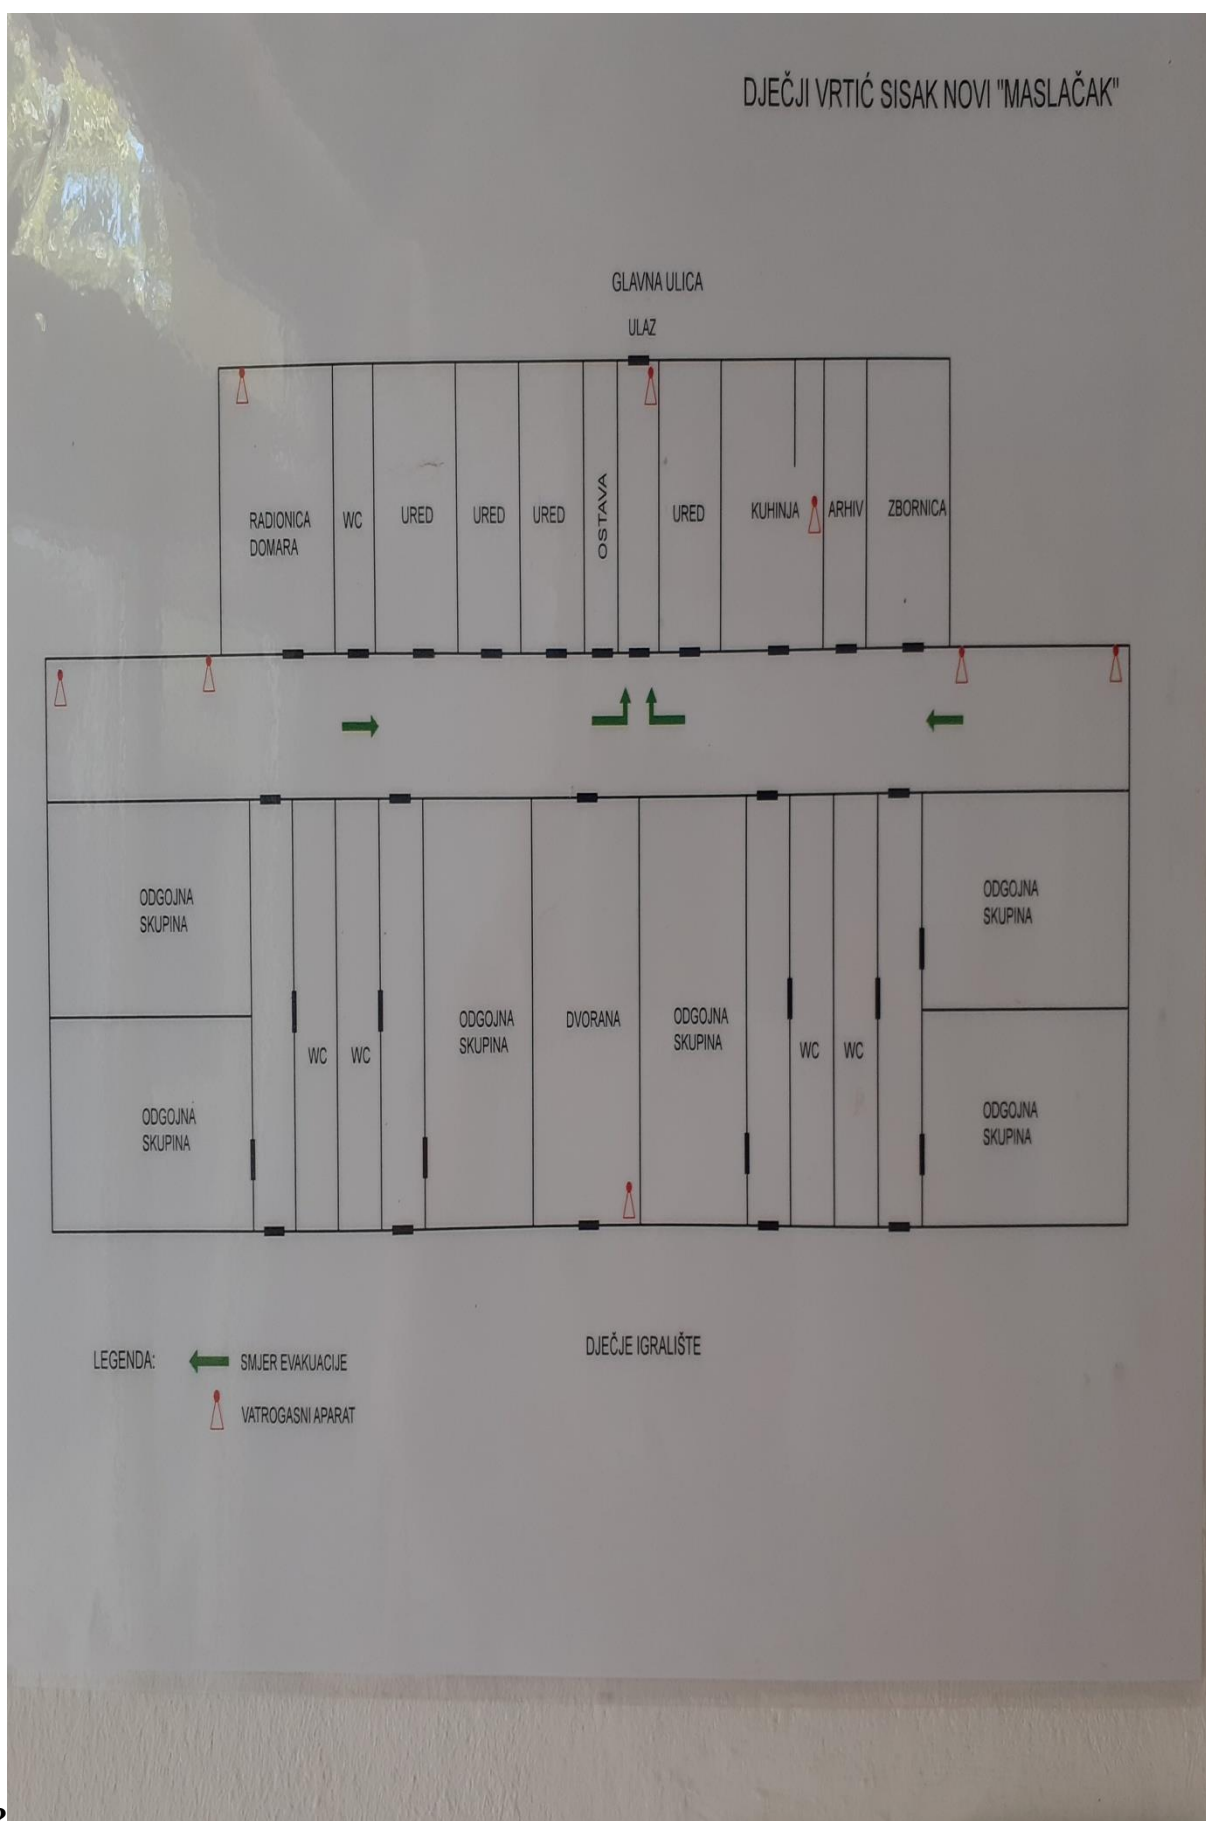 DJEČJI VRTIĆ SISAK NOVI "MASLAČAK"
GLAVNA ULICA
ULAZ
RADIONICA
DOMARA
WC
URED
URED
URED
OSTAVA
URED
KUHINJA
ARHIV
ZBORNICA
ODGOJNA
SKUPINA
ODGOJNA
SKUPINA
WC
WC
ODGOJNA
SKUPINA
DVORANA
ODGOJNA
SKUPINA
WC
WC
ODGOJNA
SKUPINA
ODGOJNA
SKUPINA
DJEČJE IGRALIŠTE
LEGENDA:
SMJER EVAKUACIJE
VATROGASNI APARAT